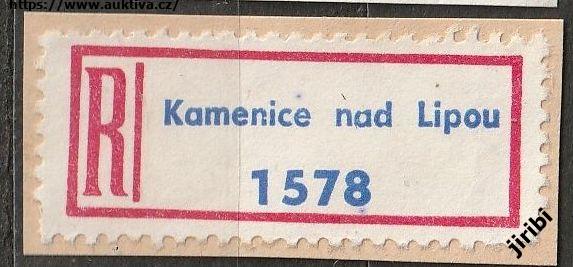 https://www.auktiva.cz/
R
Kamenice nad Lipou
1578
jiribi